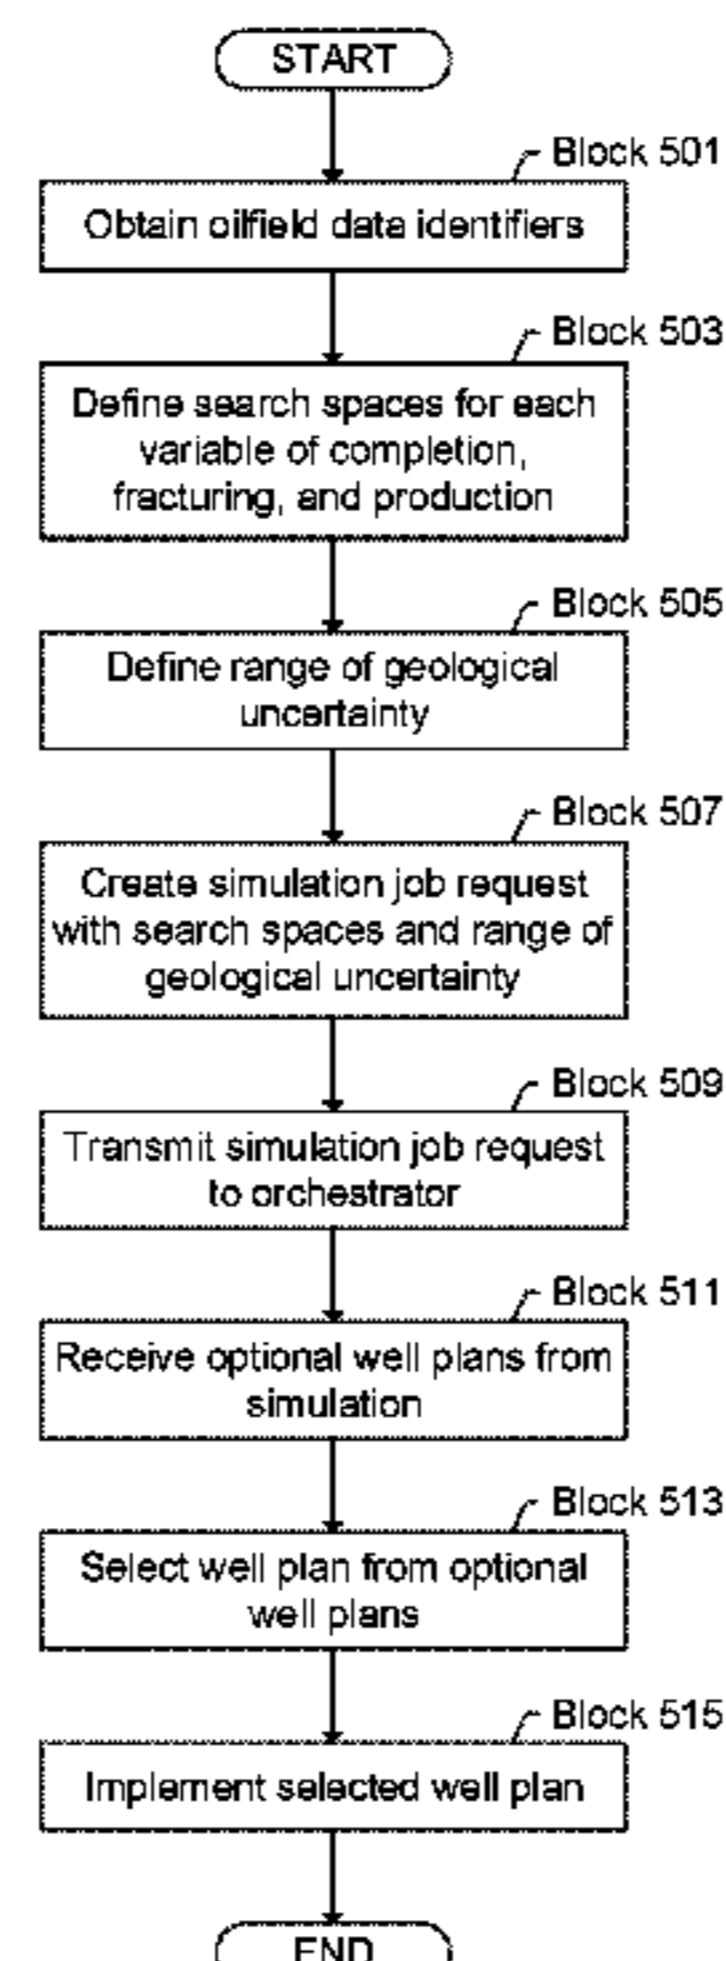 START
Block 501
Obtain oilfield data identifiers
Block 503
Define search spaces for each
variable of completion,
fracturing, and production
Block 505
Define range of geological
uncertainty
Block 507
Create simulation job request
with search spaces and range of
geological uncertainty
Block 509
Transmit simulation job request
to orchestrator
Block 511
Receive optional well plans from
simulation
Block 513
Select well plan from optional
well plans
Block 515
Implement selected well plan
END